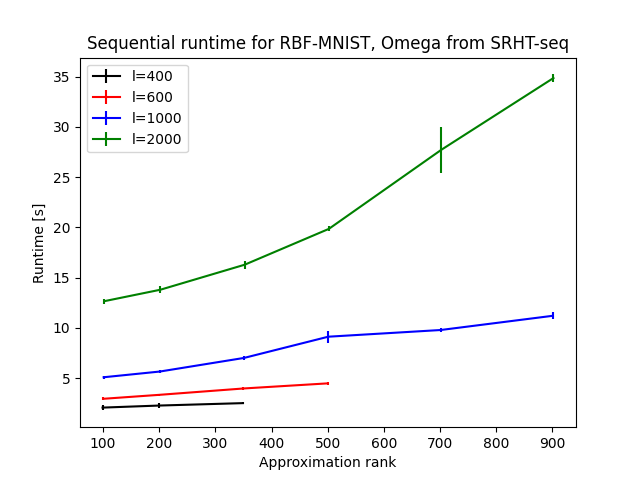 Sequential runtime for RBF-MNIST, Omega from SRHT-seq
l=400
l=600
l=1000
l=2000
35
30
25
20
15
10
5
Runtime [s]
100 200 300 400 500 600 700 800 900
Approximation rank